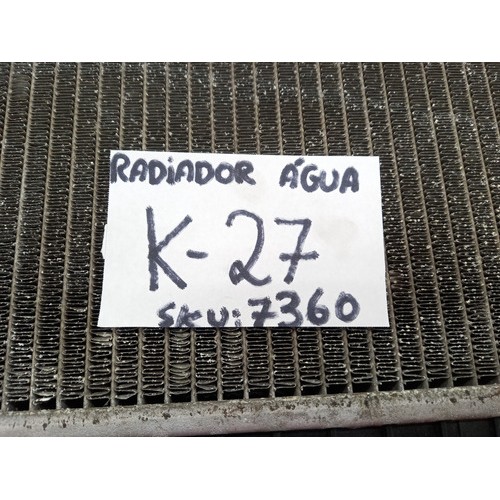 RADiADOR ÁGUA
K-27
SKU: 7360